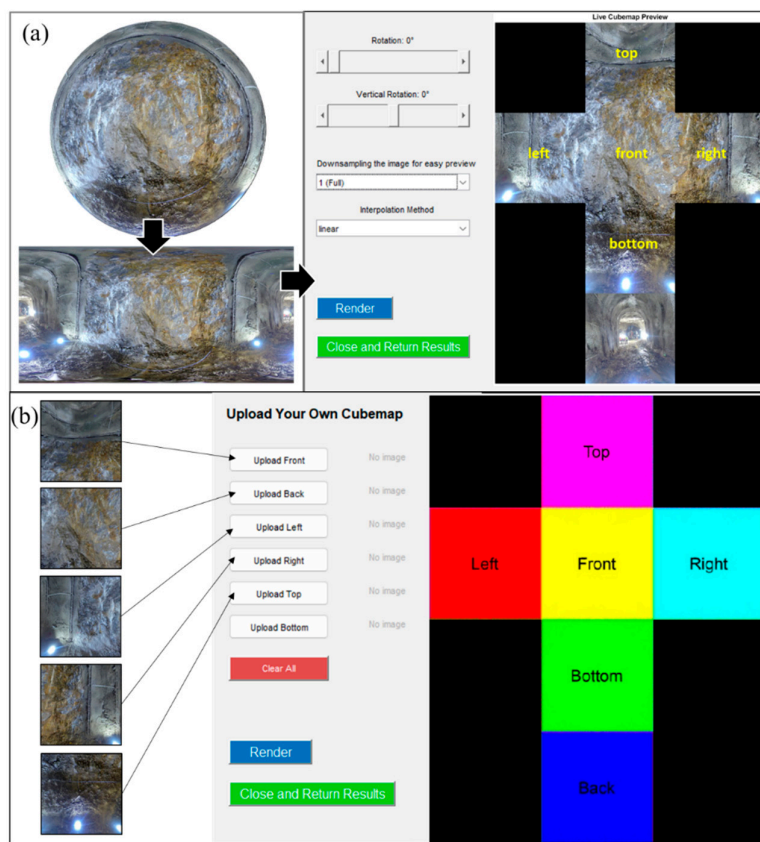 (a)
Rotation: 0°
Vertical Rotation: 0°
Downsampling the image for easy preview
1 (Full)
Interpolation Method
linear
Render
Close and Return Results
Live Cubemap Preview
top
left
front
right
bottom
(b)
Upload Your Own Cubemap
Upload Front No image
Upload Back No image
Upload Left No image
Upload Right No image
Upload Top No image
Upload Bottom No image
Clear All
Render
Close and Return Results
Top
Left Front Right
Bottom
Back